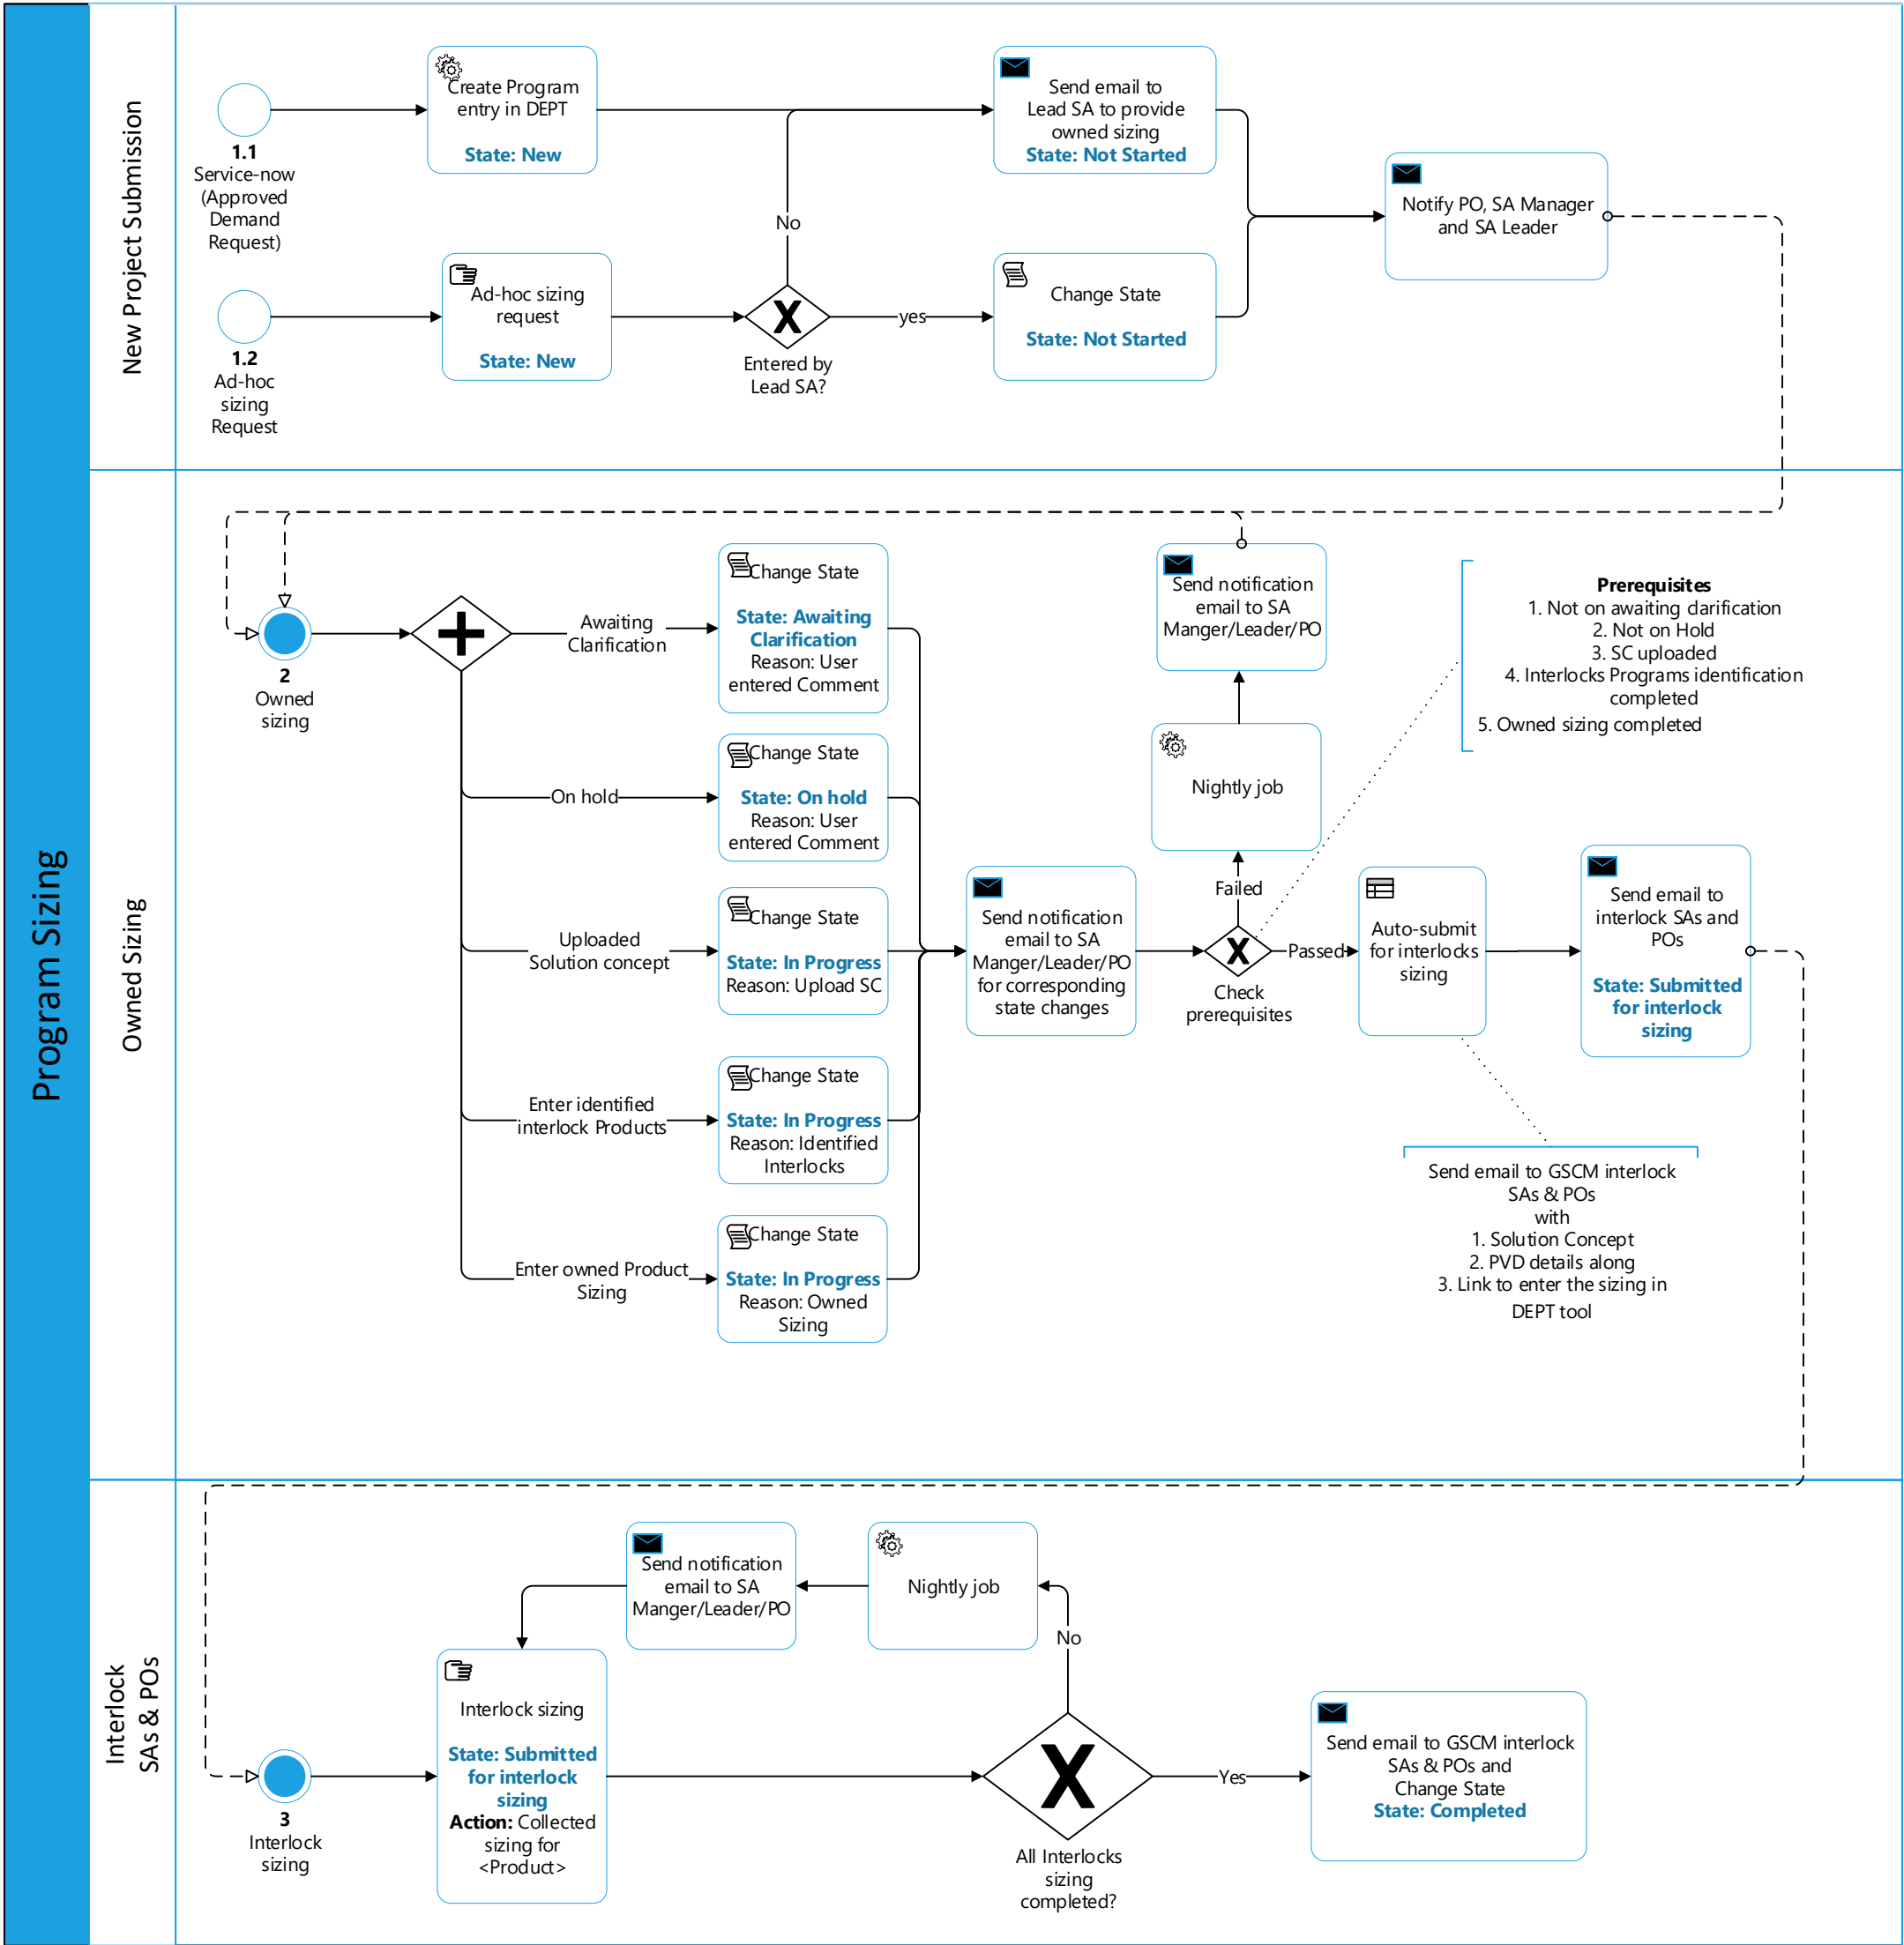 Program Sizing
New Project Submission
1.1
Service-now
(Approved
Demand
Request)
Create Program
entry in DEPT
State: New
Send email to
Lead SA to provide
owned sizing
State: Not Started
Notify PO, SA Manager
and SA Leader
No
1.2
Ad-hoc
sizing
Request
Ad-hoc sizing
request
State: New
X
Entered by
Lead SA?
yes
Change State
State: Not Started
Owned Sizing
2
Owned
sizing
Awaiting
Clarification
Change State
State: Awaiting
Clarification
Reason: User
entered Comment
On hold
Change State
State: On hold
Reason: User
entered Comment
Uploaded
Solution concept
Change State
State: In Progress
Reason: Upload SC
Enter identified
interlock Products
Change State
State: In Progress
Reason: Identified
Interlocks
Enter owned Product
Sizing
Change State
State: In Progress
Reason: Owned
Sizing
Send notification
email to SA
Manger/Leader/PO
for corresponding
state changes
X
Check
prerequisites
Failed
Nightly job
Send notification
email to SA
Manger/Leader/PO
Prerequisites
1. Not on awaiting clarification
2. Not on Hold
3. SC uploaded
4. Interlocks Programs identification
completed
5. Owned sizing completed
Passed
Auto-submit
for interlocks
sizing
Send email to
interlock SAs and
POs
State: Submitted
for interlock
sizing
Send email to GSCM interlock
SAs & POs
with
1. Solution Concept
2. PVD details along
3. Link to enter the sizing in
DEPT tool
Interlock
SAs & POs
3
Interlock
sizing
Send notification
email to SA
Manger/Leader/PO
Nightly job
No
Interlock sizing
State: Submitted
for interlock
sizing
Action: Collected
sizing for
<Product>
X
All Interlocks
sizing
completed?
Yes
Send email to GSCM interlock
SAs & POs and
Change State
State: Completed